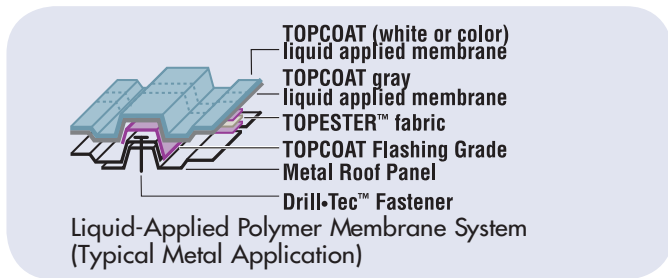 TOPCOAT (white or color)
liquid applied membrane
TOPCOAT gray
liquid applied membrane
TOPESTER™ fabric
TOPCOAT Flashing Grade
Metal Roof Panel
Drill•Tec™ Fastener
Liquid-Applied Polymer Membrane System
(Typical Metal Application)